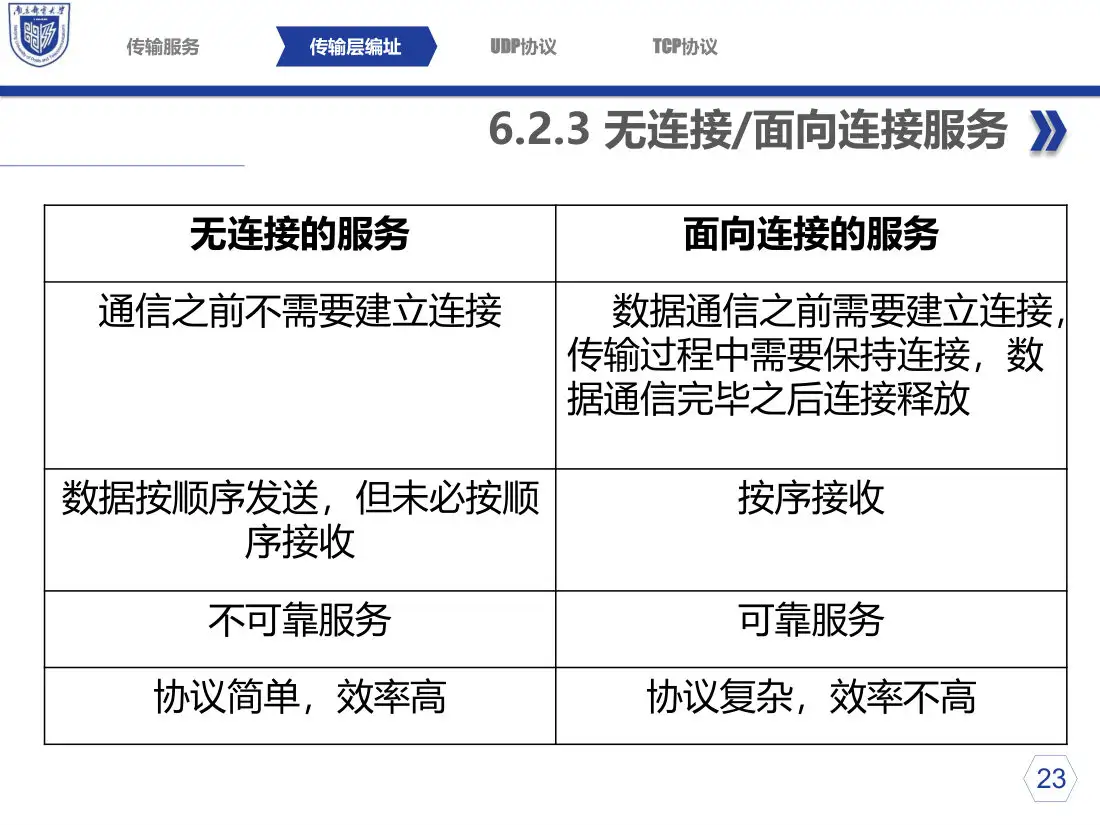 南京邮电大学
传输服务
传输层编址
UDP协议
TCP协议
6.2.3 无连接/面向连接服务
无连接的服务
面向连接的服务
通信之前不需要建立连接
数据通信之前需要建立连接,
传输过程中需要保持连接，数
据通信完毕之后连接释放
数据按顺序发送，但未必按顺
序接收
按序接收
不可靠服务
可靠服务
协议简单，效率高
协议复杂，效率不高
23